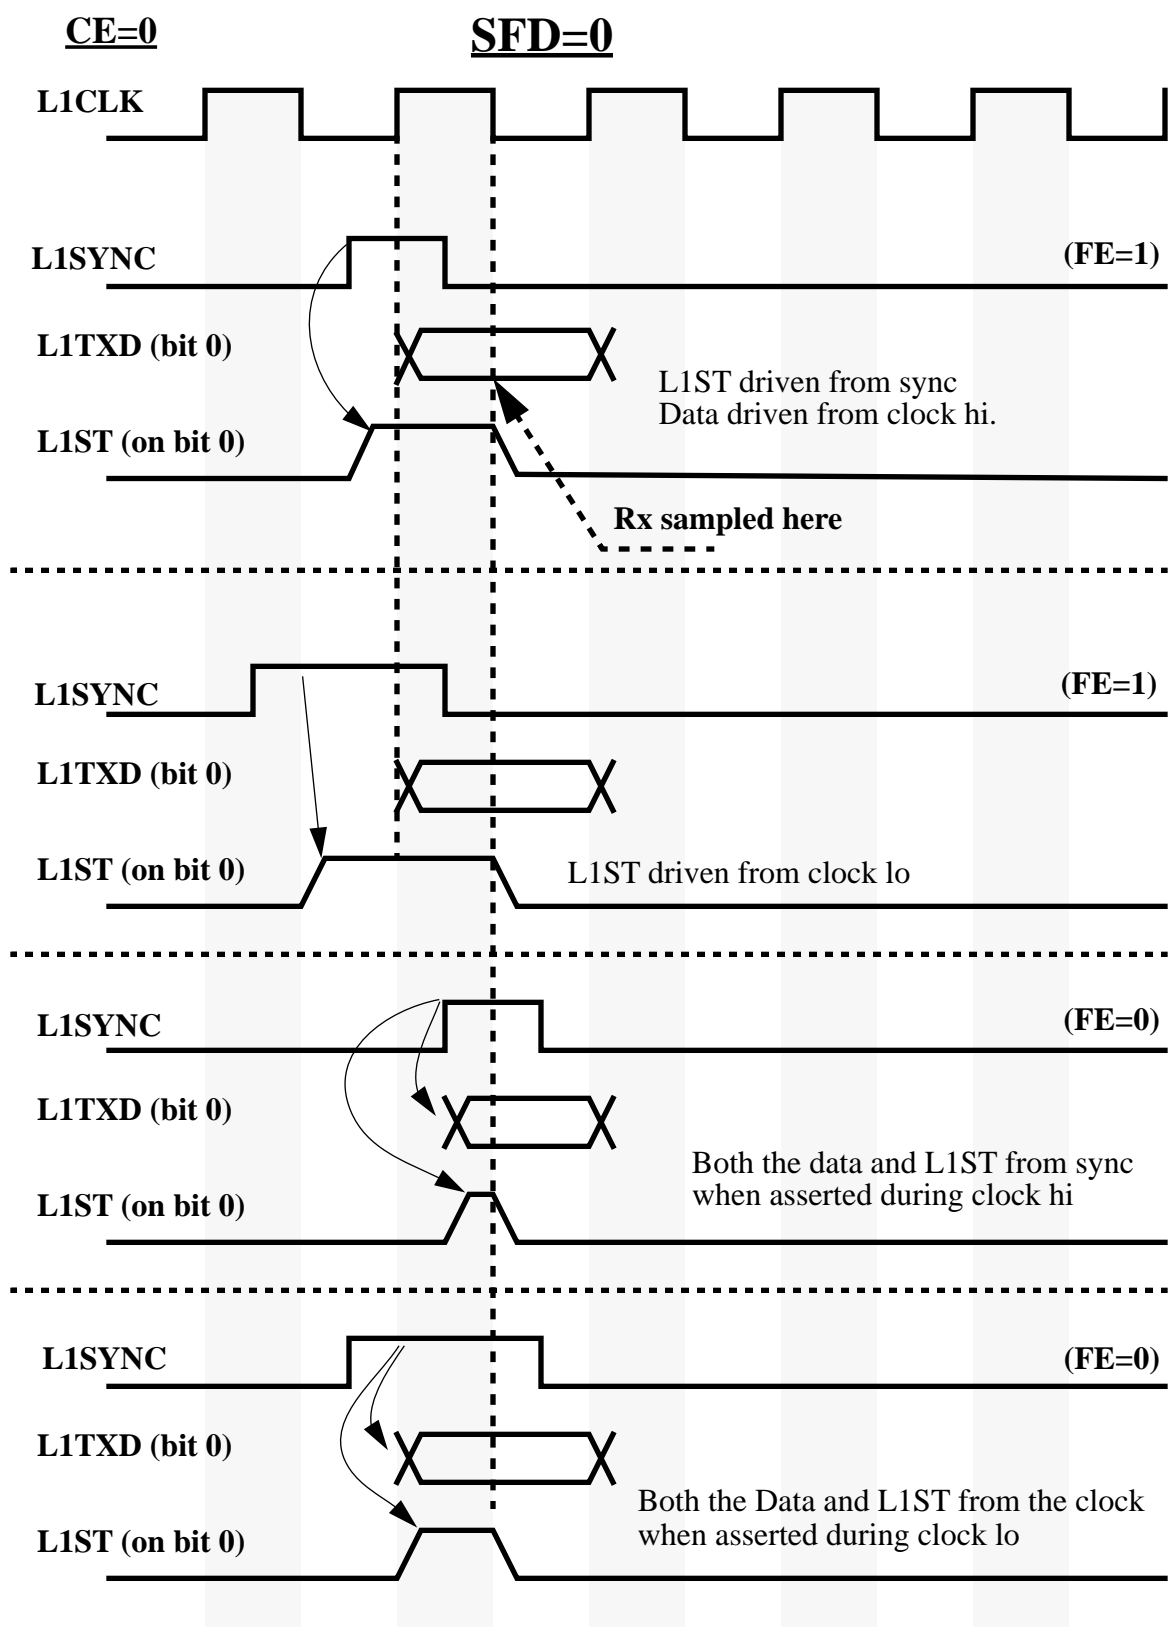 CE=0
SFD=0
L1CLK
L1SYNC
(FE=1)
L1TXD (bit 0)
L1ST driven from sync
Data driven from clock hi.
L1ST (on bit 0)
Rx sampled here
L1SYNC
(FE=1)
L1TXD (bit 0)
L1ST (on bit 0)
L1ST driven from clock lo
L1SYNC
(FE=0)
L1TXD (bit 0)
Both the data and L1ST from sync
when asserted during clock hi
L1ST (on bit 0)
L1SYNC
(FE=0)
L1TXD (bit 0)
Both the Data and L1ST from the clock
when asserted during clock lo
L1ST (on bit 0)